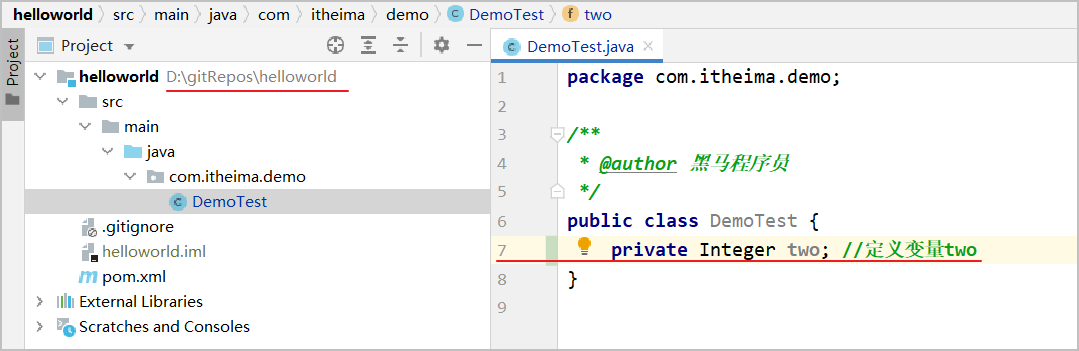 helloworld src main java com itheima demo DemoTest two
Project
Project
DemoTest.java
helloworld D:\gitRepos\helloworld
src
main
java
com.itheima.demo
DemoTest
.gitignore
helloworld.iml
pom.xml
External Libraries
Scratches and Consoles
1 package com.itheima.demo;
2
3 /**
4 * @author 黑马程序员
5 */
6 public class DemoTest {
7 private Integer two; //定义变量two
8 }
9